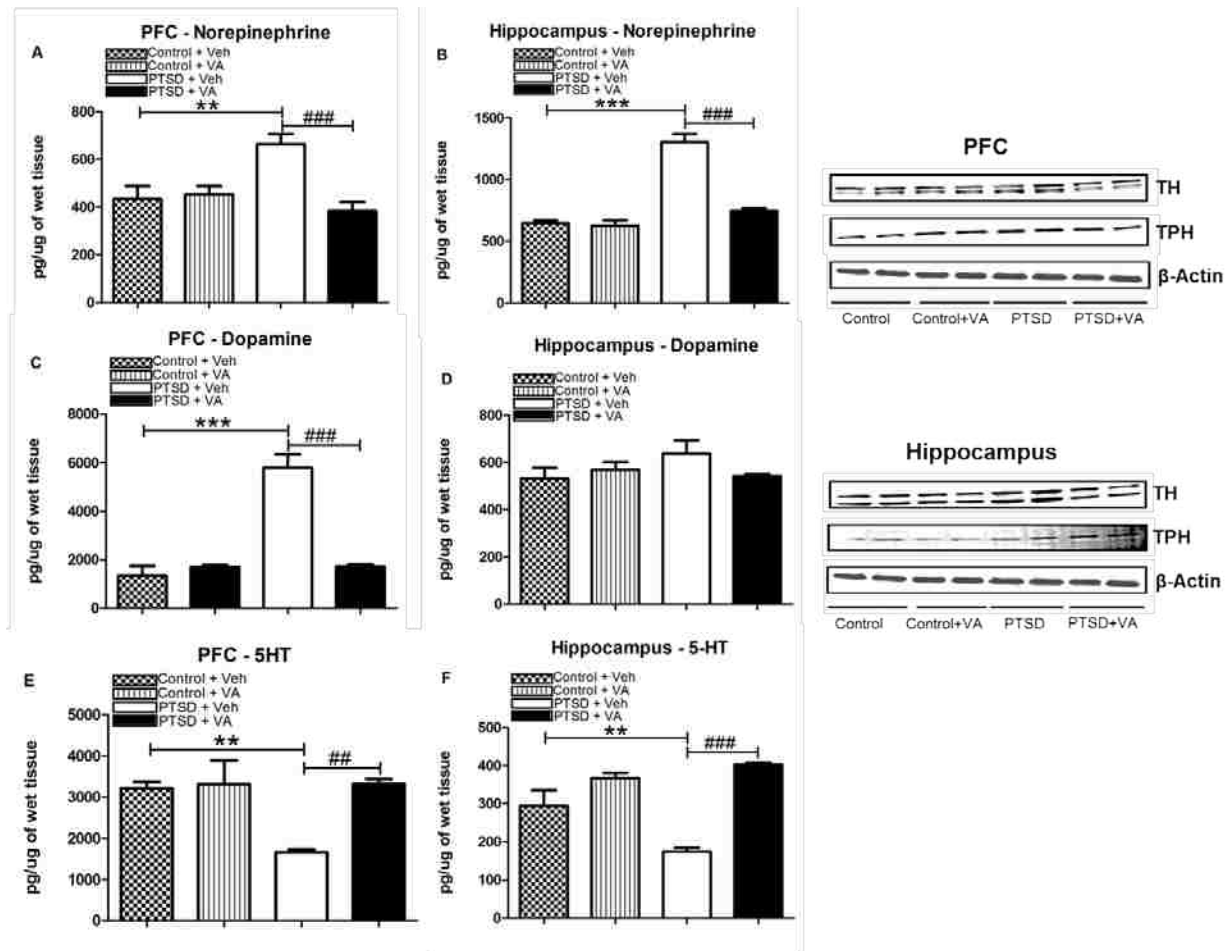 PFC - Norepinephrine
A
Control + Veh
Control + VA
PTSD + Veh
PTSD + VA
**
###
800
600
400
200
0
pg/ug of wet tissue
Hippocampus - Norepinephrine
B
Control + Veh
Control + VA
PTSD + Veh
PTSD + VA
***
###
1500
1000
500
0
pg/ug of wet tissue
PFC
TH
TPH
β-Actin
Control Control+VA PTSD PTSD+VA
PFC - Dopamine
C
Control + Veh
Control + VA
PTSD + Veh
PTSD + VA
***
###
8000
6000
4000
2000
0
pg/ug of wet tissue
Hippocampus - Dopamine
D
Control + Veh
Control + VA
PTSD + Veh
PTSD + VA
800
600
400
200
0
pg/ug of wet tissue
Hippocampus
TH
TPH
β-Actin
Control Control+VA PTSD PTSD+VA
PFC - 5HT
E
Control + Veh
Control + VA
PTSD + Veh
PTSD + VA
**
##
5000
4000
3000
2000
1000
0
pg/ug of wet tissue
Hippocampus - 5-HT
F
Control + Veh
Control + VA
PTSD + Veh
PTSD + VA
**
###
500
400
300
200
100
0
pg/ug of wet tissue